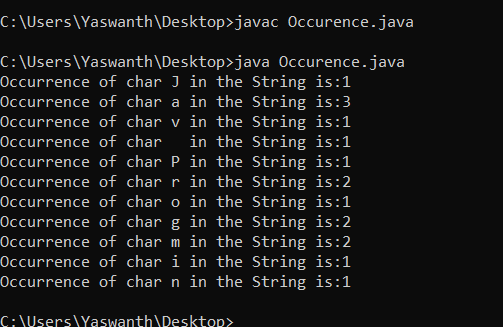 C:\Users\Yaswanth\Desktop>javac Occurence.java
C:\Users\Yaswanth\Desktop>java Occurence.java
Occurrence of char J in the String is:1
Occurrence of char a in the String is:3
Occurrence of char v in the String is:1
Occurrence of char   in the String is:1
Occurrence of char P in the String is:1
Occurrence of char r in the String is:2
Occurrence of char o in the String is:1
Occurrence of char g in the String is:2
Occurrence of char m in the String is:2
Occurrence of char i in the String is:1
Occurrence of char n in the String is:1
C:\Users\Yaswanth\Desktop>